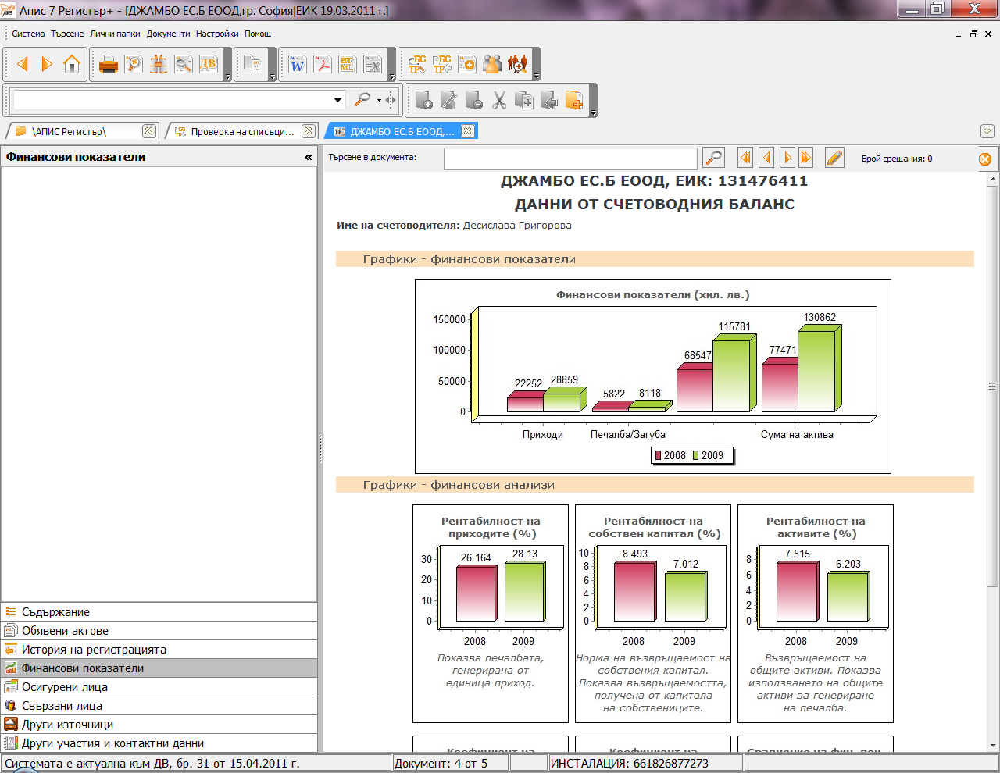 Апис 7 Регистър+ - [ДЖАМБО ЕС.Б ЕООД,гр. София|ЕИК 19.03.2011 г.]
Система Търсене Лични папки Документи Настройки Помощ
\АПИС Регистър\ Проверка на списъци... ДЖАМБО ЕС.Б ЕООД,...
Финансови показатели «
Търсене в документа: Брой срещания: 0
ДЖАМБО ЕС.Б ЕООД, ЕИК: 131476411
ДАННИ ОТ СЧЕТОВОДНИЯ БАЛАНС
Име на счетоводителя: Десислава Григорова
Графики - финансови показатели
Финансови показатели (хил. лв.)
150000
100000
50000
0
22252 28859 5822 8118 68547 115781 77471 130862
Приходи Печалба/Загуба Сума на актива
2008 2009
Графики - финансови анализи
Рентабилност на
приходите (%)
30
20
10
0
26.164 28.13
2008 2009
Показва печалбата,
генерирана от
единица приход.
Рентабилност на
собствен капитал (%)
10
8
6
4
2
0
8.493 7.012
2008 2009
Норма на възвръщаемост на
собствения капитал.
Показва възвръщаемостта,
получена от капитала
на собствениците.
Рентабилност на
активите (%)
8
6
4
2
0
7.515 6.203
2008 2009
Възвръщаемост на
общите активи. Показва
използването на общите
активи за генериране
на печалба.
Коефициент на Коефициент на Сравнение на фин. пок.
Съдържание
Обявени актове
История на регистрацията
Финансови показатели
Осигурени лица
Свързани лица
Други източници
Други участия и контактни данни
Системата е актуална към ДВ, бр. 31 от 15.04.2011 г. Документ: 4 от 5 ИНСТАЛАЦИЯ: 661826877273